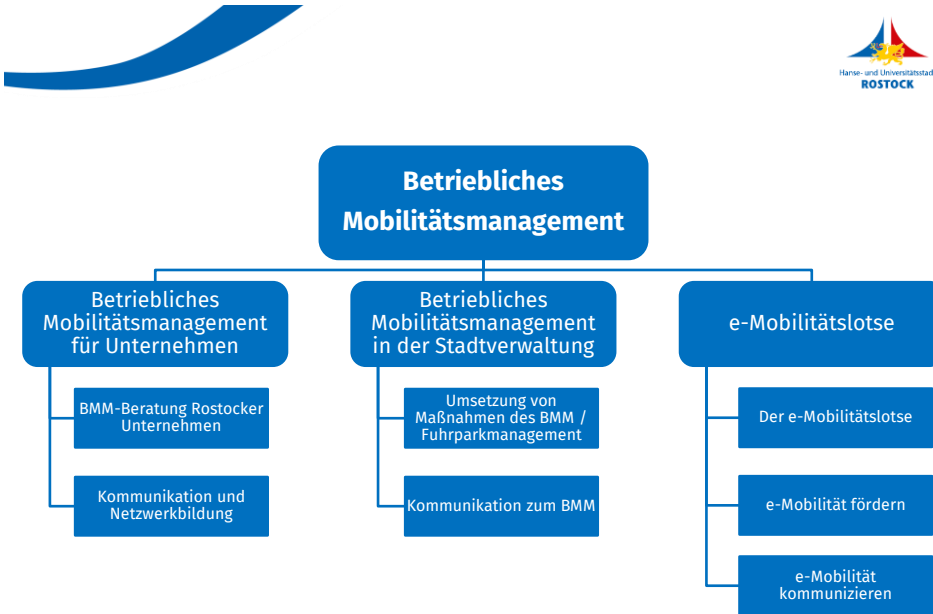 Hanse- und Universitätsstad
ROSTOCK
Betriebliches
Mobilitätsmanagement
Betriebliches
Mobilitätsmanagement
für Unternehmen
Betriebliches
Mobilitätsmanagement
in der Stadtverwaltung
e-Mobilitätslotse
BMM-Beratung Rostocker
Unternehmen
Umsetzung von
Maßnahmen des BMM /
Fuhrparkmanagement
Der e-Mobilitätslotse
Kommunikation und
Netzwerkbildung
Kommunikation zum BMM
e-Mobilität fördern
e-Mobilität
kommunizieren